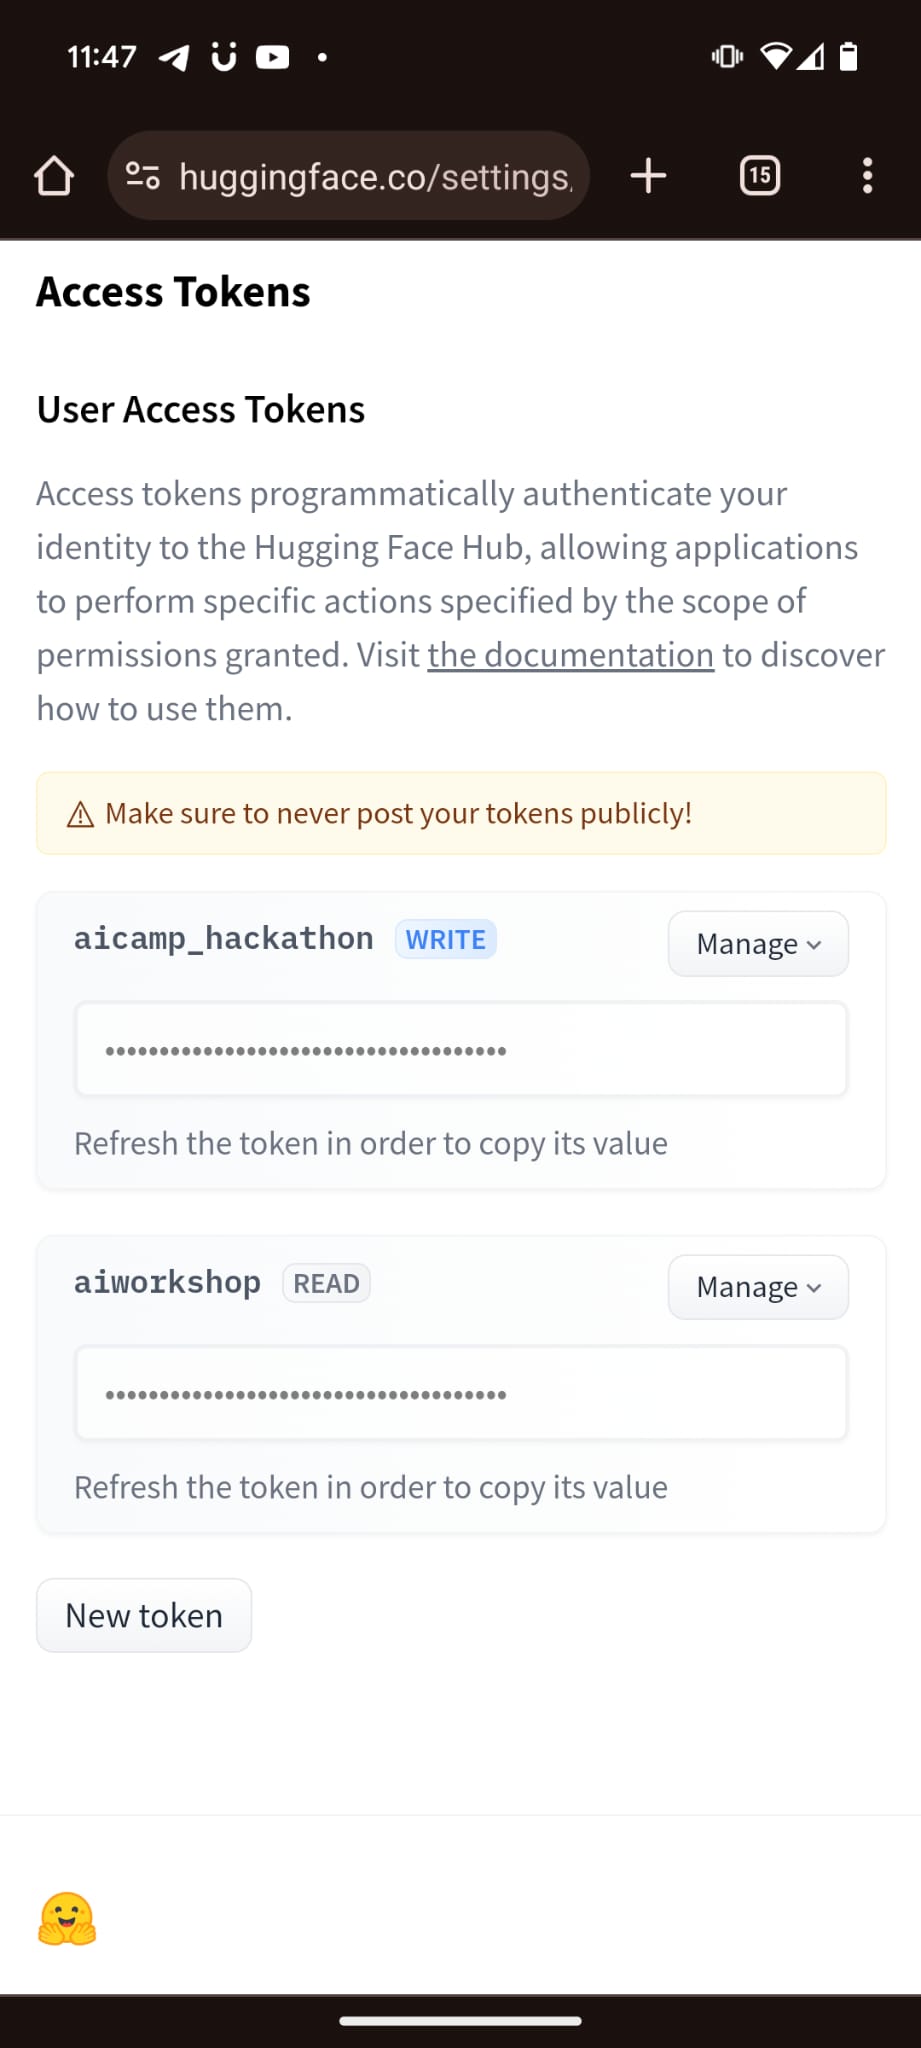 11:47
huggingface.co/settings/
15
Access Tokens
User Access Tokens
Access tokens programmatically authenticate your
identity to the Hugging Face Hub, allowing applications
to perform specific actions specified by the scope of
permissions granted. Visit the documentation to discover
how to use them.
Make sure to never post your tokens publicly!
aicamp_hackathon WRITE Manage
••••••••••••••••••••••••••••••••••••
Refresh the token in order to copy its value
aiworkshop READ Manage
••••••••••••••••••••••••••••••••••••
Refresh the token in order to copy its value
New token